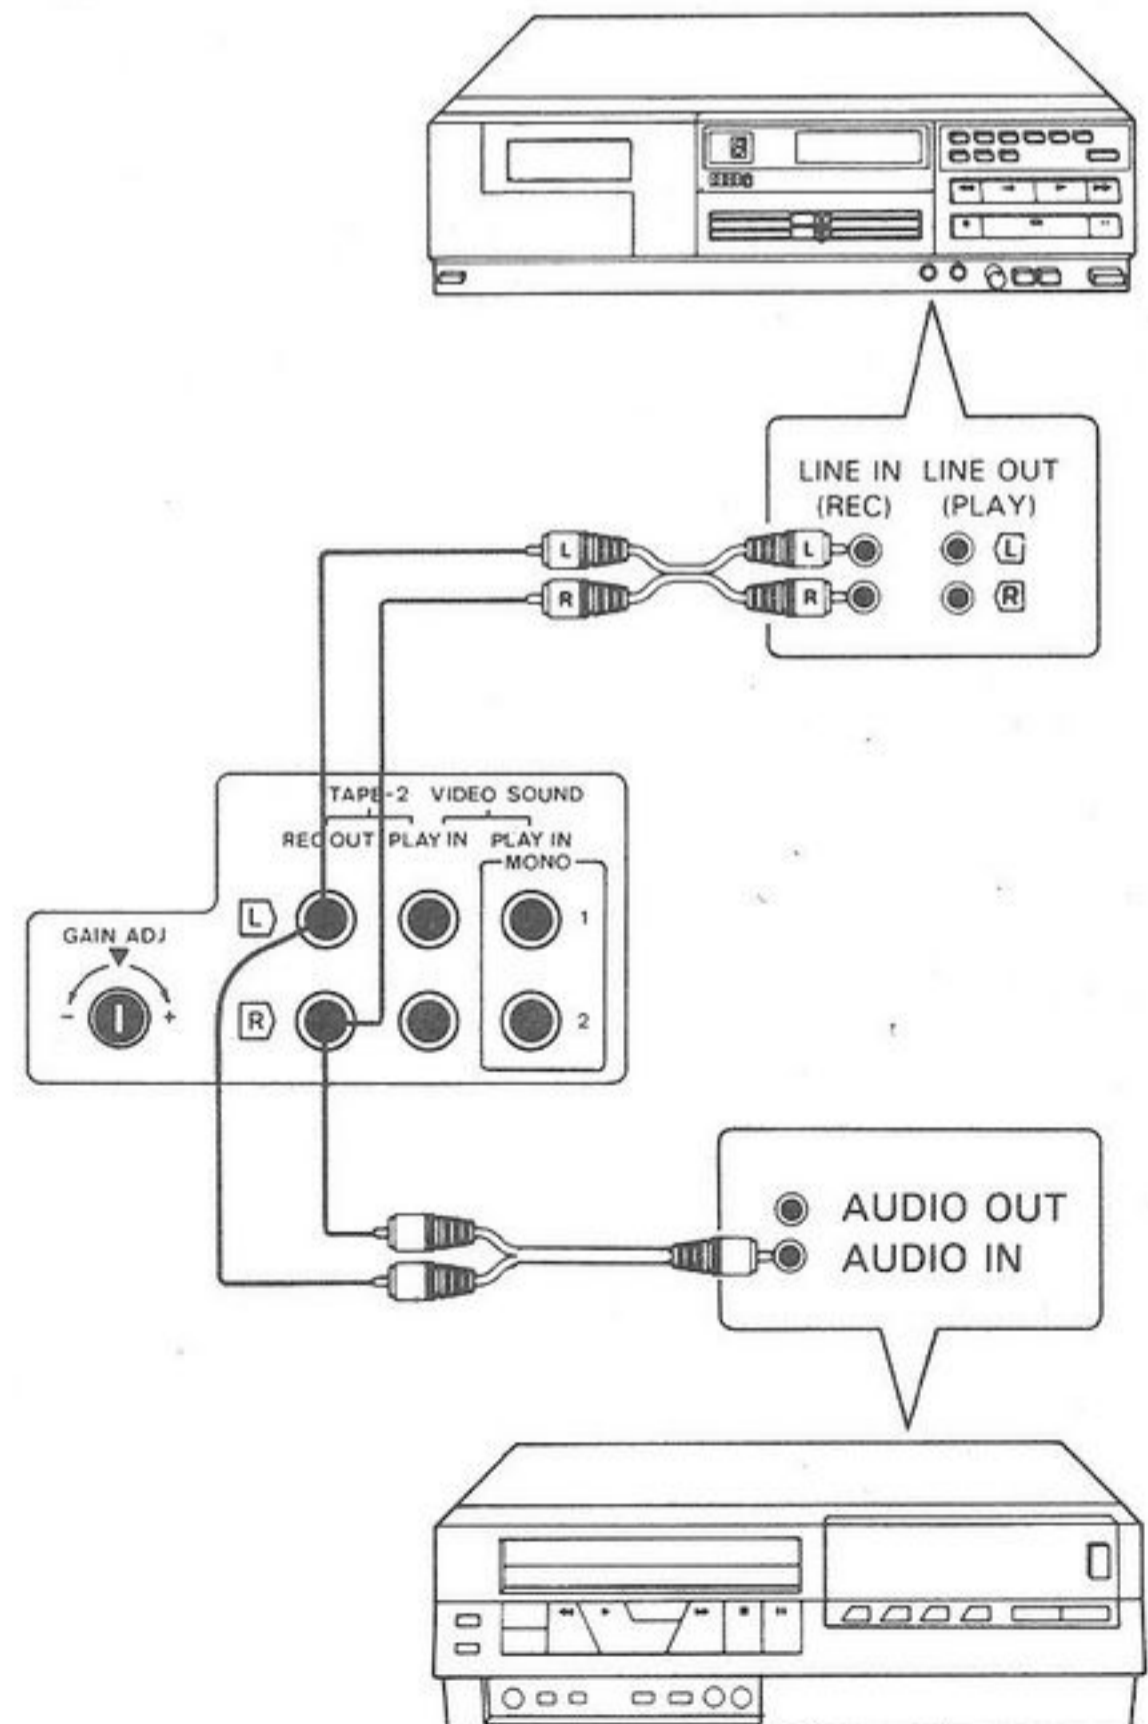 LINE IN LINE OUT
(REC) (PLAY)
L L L
R R R
TAPE-2 VIDEO SOUND
REC OUT PLAY IN PLAY IN
MONO
L 1
GAIN ADJ
- +
R 2
AUDIO OUT
AUDIO IN